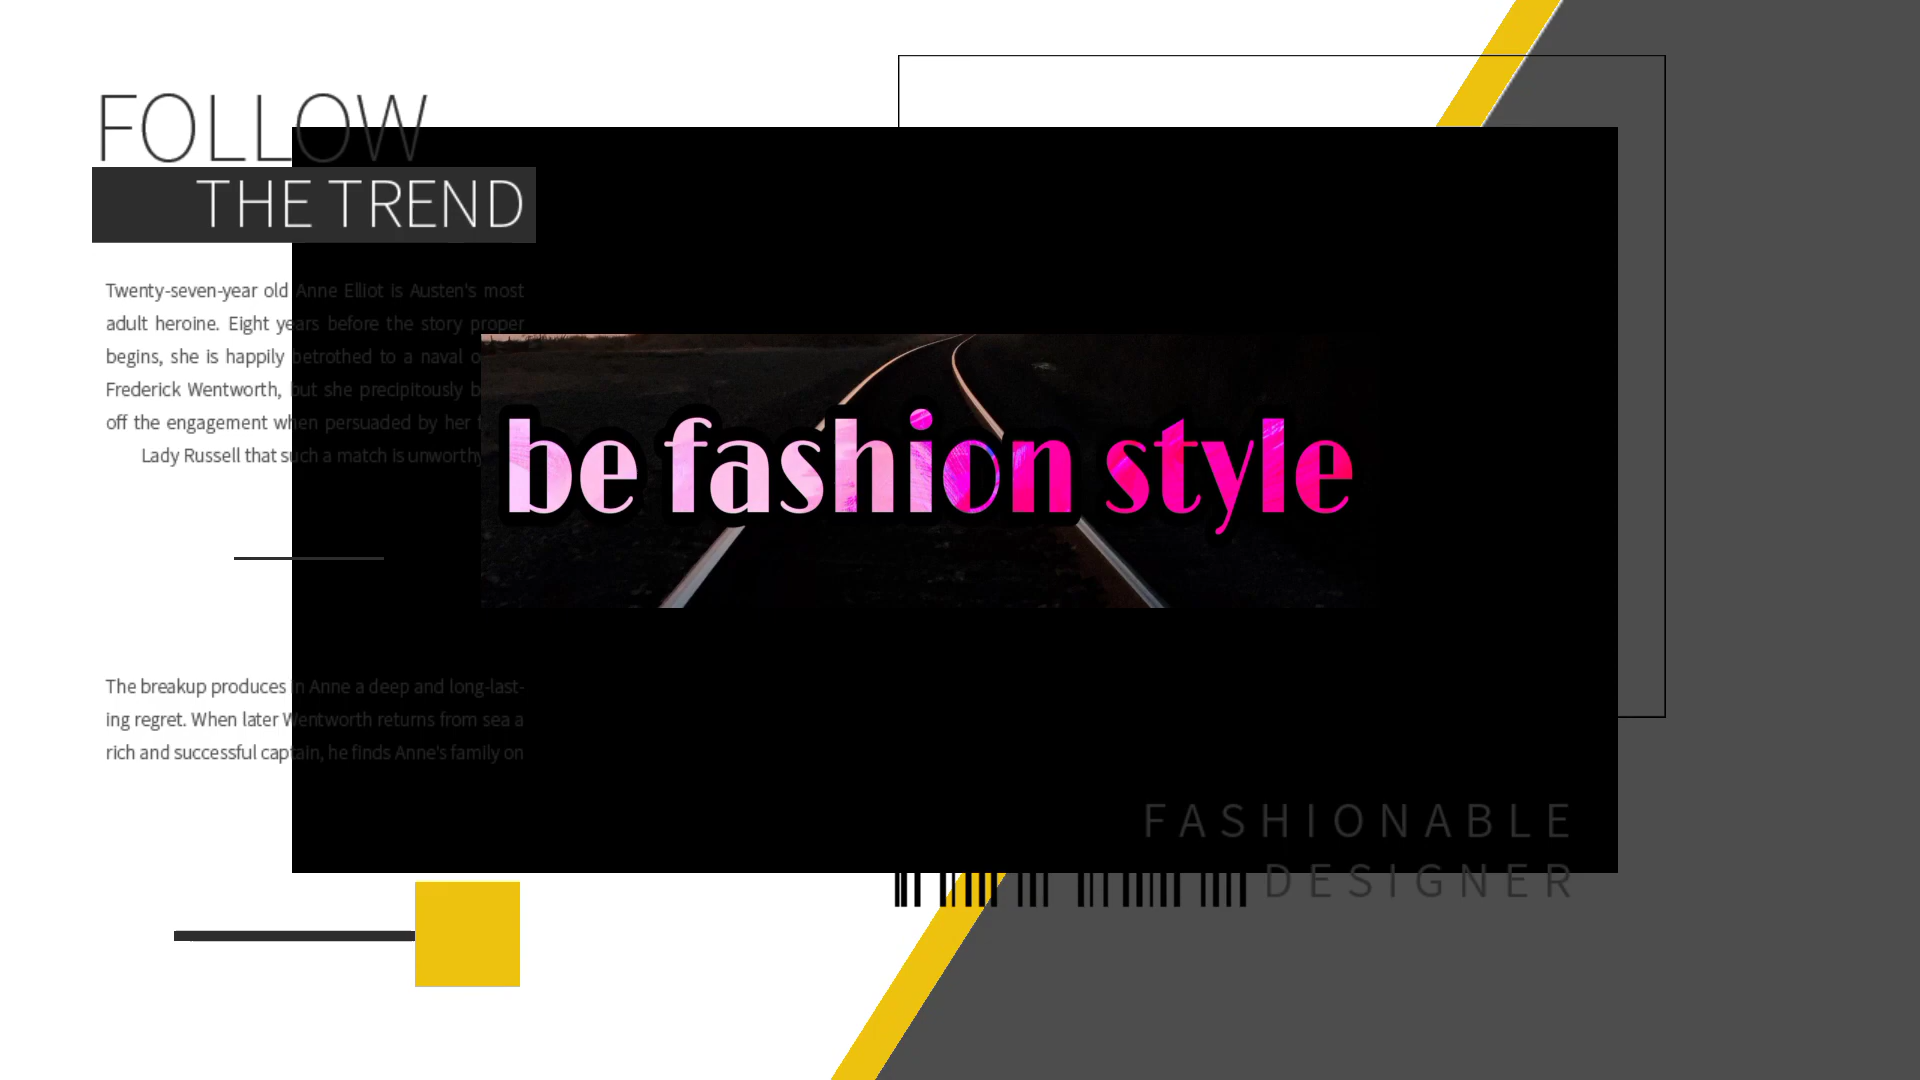 FOLLOW
THE TREND
Twenty-seven-year old Anne Elliot is Austen's most
adult heroine. Eight years before the story proper
begins, she is happily betrothed to a naval
Frederick Wentworth, but she precipitously
off the engagement when persuaded by her
Lady Russell that such a match is unworthy
be fashion style
The breakup produces in Anne a deep and long-last-
ing regret. When later Wentworth returns from sea a
rich and successful captain, he finds Anne's family on
FASHIONABLE
DESIGNER